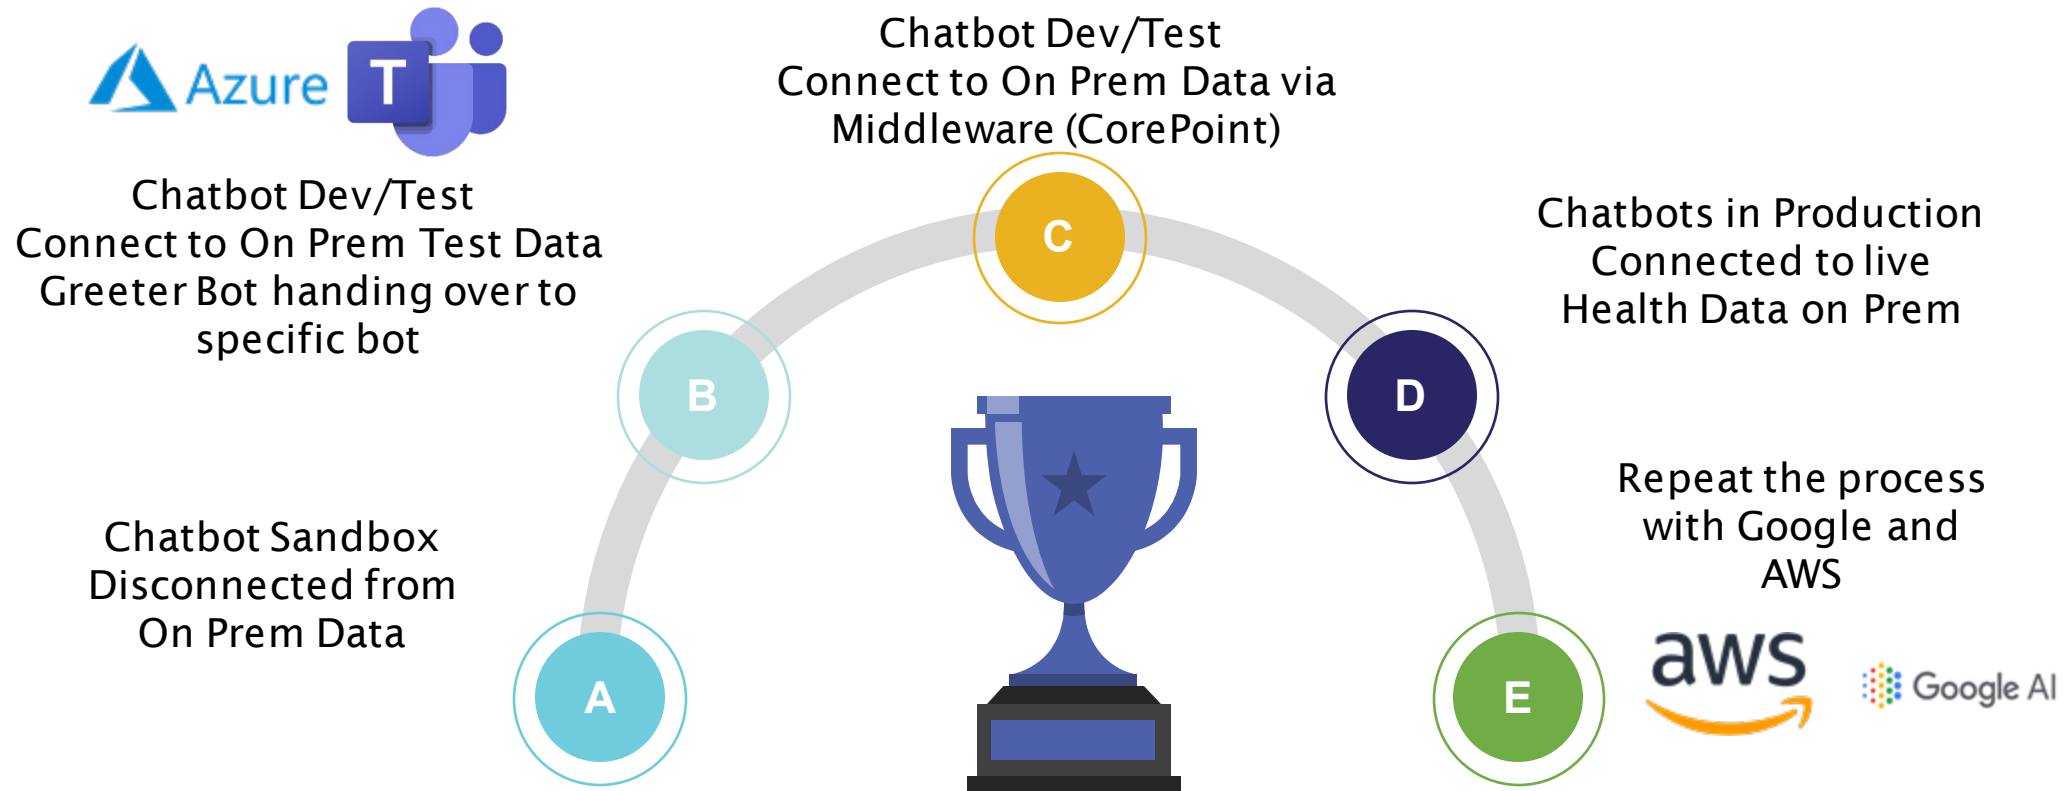 Azure
T
Chatbot Dev/Test
Connect to On Prem Test Data
Greeter Bot handing over to
specific bot
Chatbot Dev/Test
Connect to On Prem Data via
Middleware (CorePoint)
Chatbots in Production
Connected to live
Health Data on Prem
Chatbot Sandbox
Disconnected from
On Prem Data
Repeat the process
with Google and
AWS
aws
Google AI
A
B
C
D
E